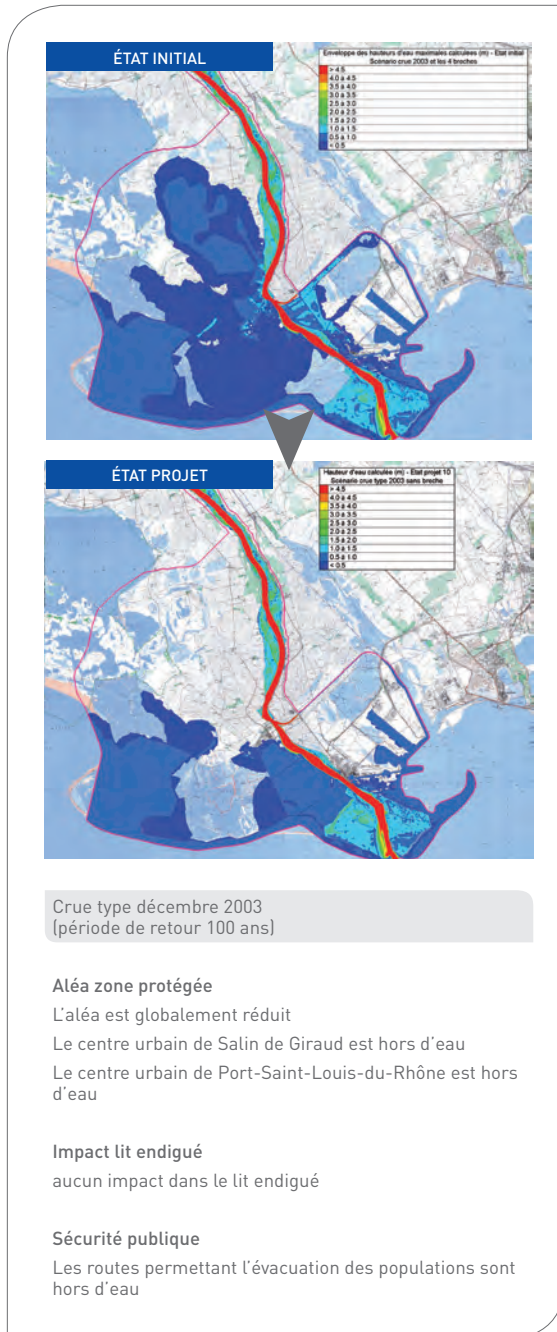 ÉTAT INITIAL
Enveloppe des hauteurs d'eau maximales calculées (m) - Etat initial
Scénario crue 2003 et les 4 breches
> 4.5
4.0 à 4.5
3.5 à 4.0
3.0 à 3.5
2.5 à 3.0
2.0 à 2.5
1.5 à 2.0
1.0 à 1.5
0.5 à 1.0
< 0.5
ÉTAT PROJET
Hauteur d'eau calculée (m) - Etat projet 10
Scénario crue type 2003 sans breche
> 4.5
4.0 à 4.5
3.5 à 4.0
3.0 à 3.5
2.5 à 3.0
2.0 à 2.5
1.5 à 2.0
1.0 à 1.5
0.5 à 1.0
< 0.5
Crue type décembre 2003
(période de retour 100 ans)
Aléa zone protégée
L'aléa est globalement réduit
Le centre urbain de Salin de Giraud est hors d'eau
Le centre urbain de Port-Saint-Louis-du-Rhône est hors
d'eau
Impact lit endigué
aucun impact dans le lit endigué
Sécurité publique
Les routes permettant l'évacuation des populations sont
hors d'eau